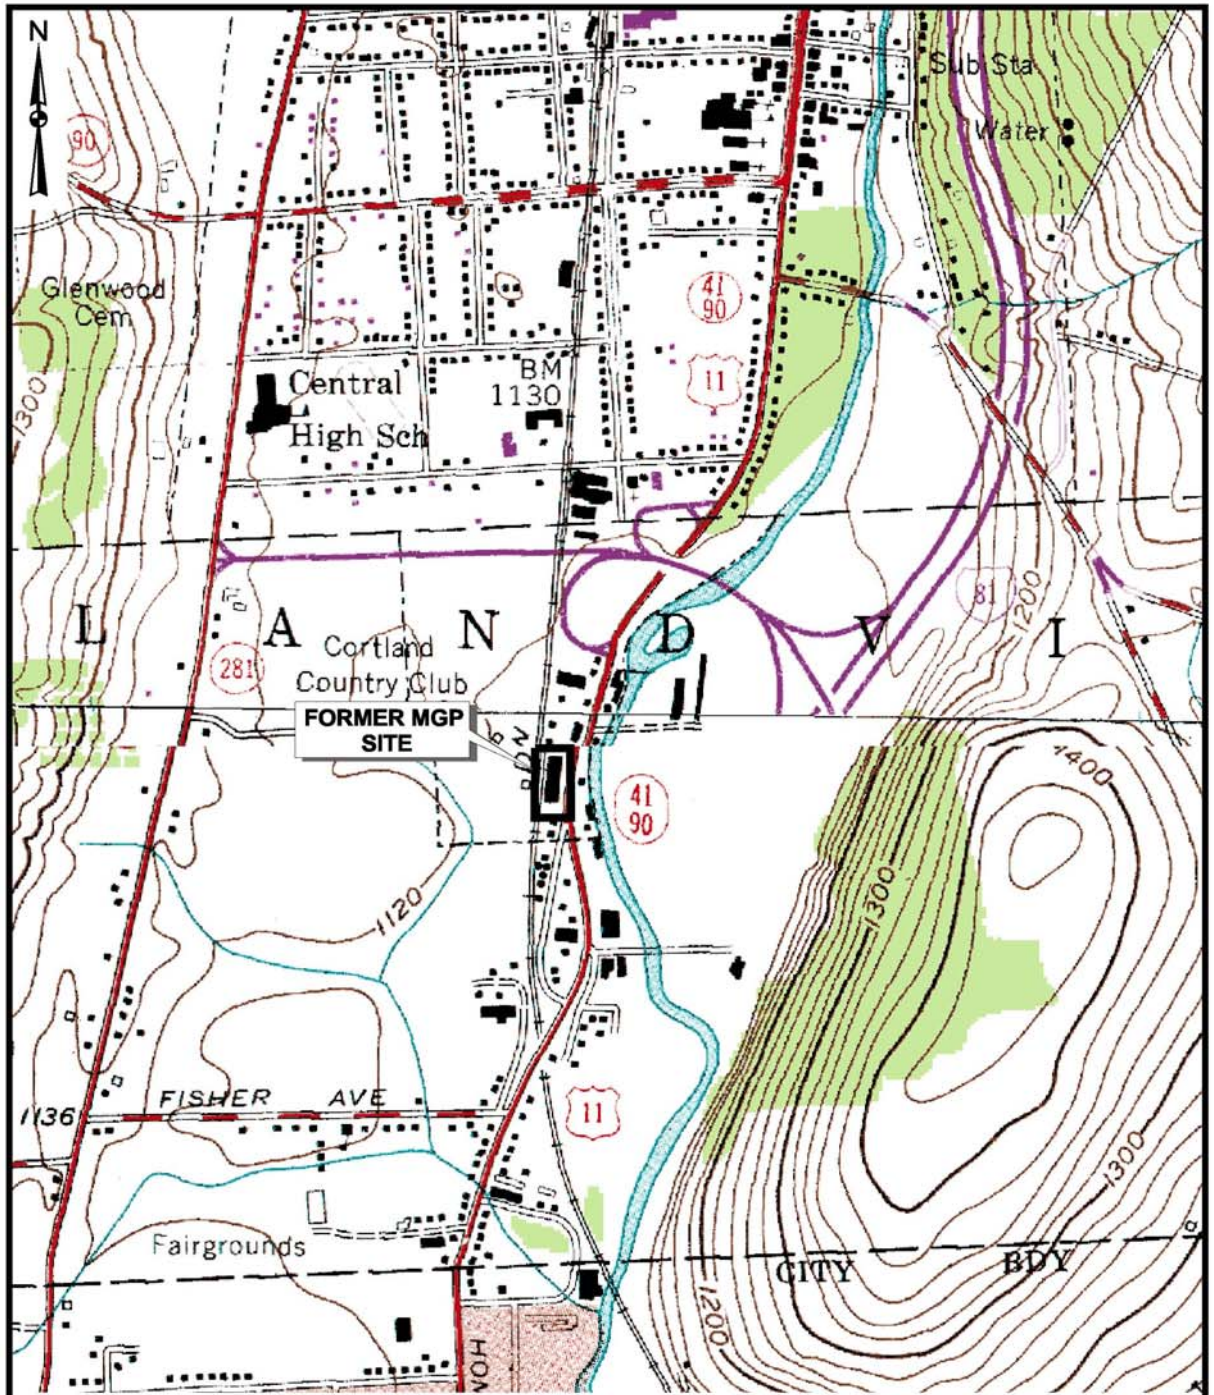 N
Sub Sta
90
Water
Glenwood
Cem
41
90
11
1300
Central
High Sch
BM
1130
81
1200
L A N D V I
Cortland
Country Club
281
FORMER MGP
SITE
1400
41
90
1300
1120
FISHER AVE
1136
11
1300
Fairgrounds
CITY BDY
1200
HOM